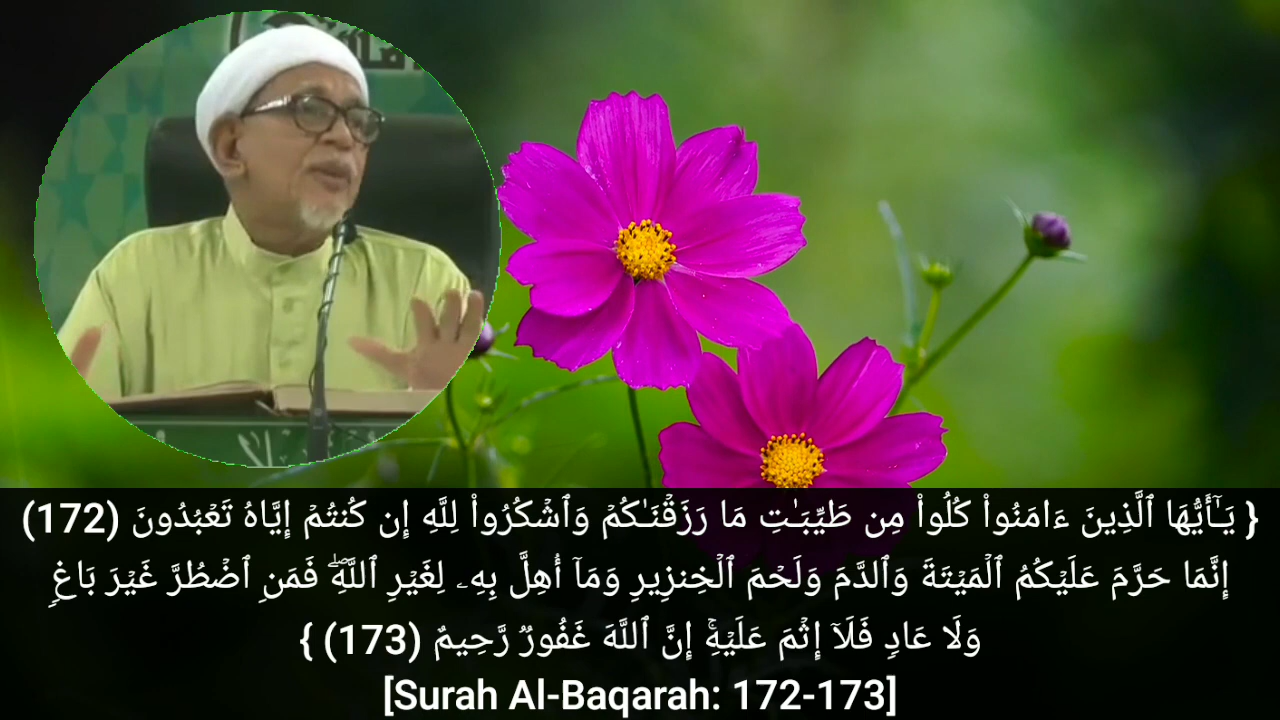 { يَـٰٓأَيُّهَا ٱلَّذِينَ ءَامَنُوا۟ كُلُوا۟ مِن طَيِّبَـٰتِ مَا رَزَقۡنَـٰكُمۡ وَٱشۡكُرُوا۟ لِلَّهِ إِن كُنتُمۡ إِيَّاهُ تَعۡبُدُونَ (172)
إِنَّمَا حَرَّمَ عَلَيۡكُمُ ٱلۡمَيۡتَةَ وَٱلدَّمَ وَلَحۡمَ ٱلۡخِنزِيرِ وَمَاۤ أُهِلَّ بِهِۦ لِغَيۡرِ ٱللَّهِۖ فَمَنِ ٱضۡطُرَّ غَيۡرَ بَاغࣲ
وَلَا عَادࣲ فَلَاۤ إِثۡمَ عَلَيۡهِۚ إِنَّ ٱللَّهَ غَفُورࣱ رَّحِيمٌ (173) }
[Surah Al-Baqarah: 172-173]